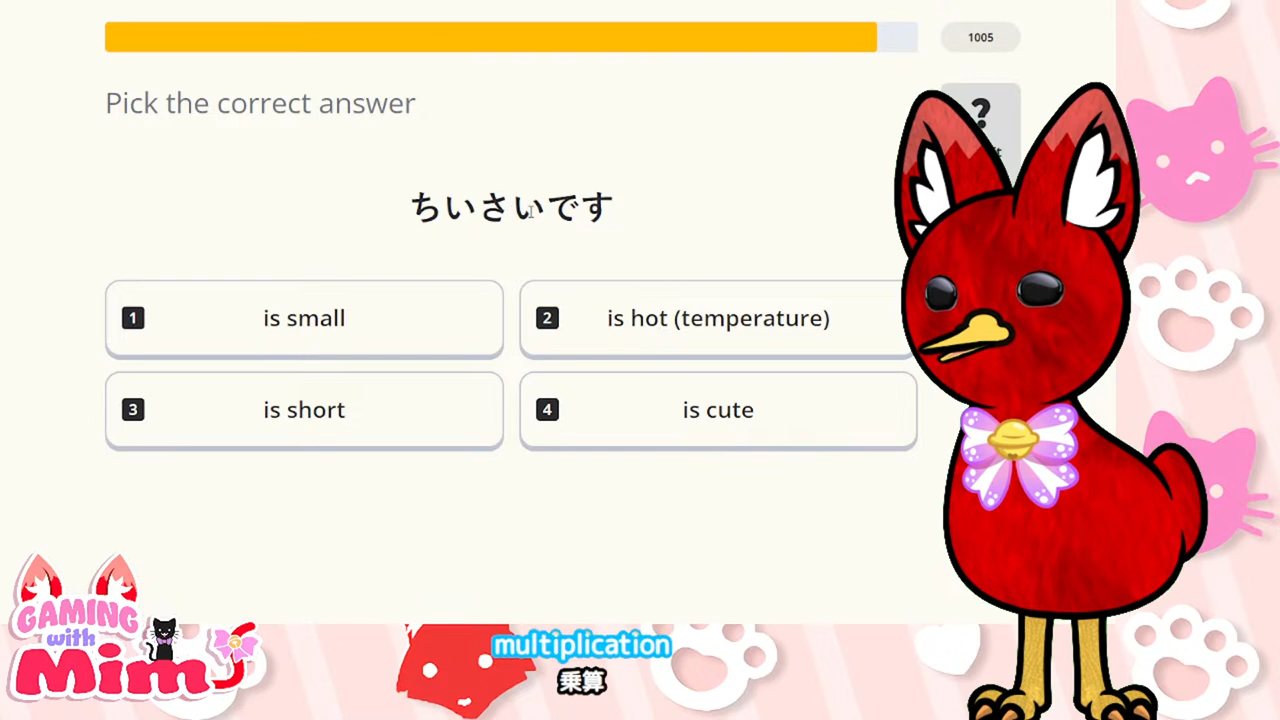 1005
Pick the correct answer
?
ちいさいです
1 is small
2 is hot (temperature)
3 is short
4 is cute
GAMING
with
Mim
multiplication
乗算